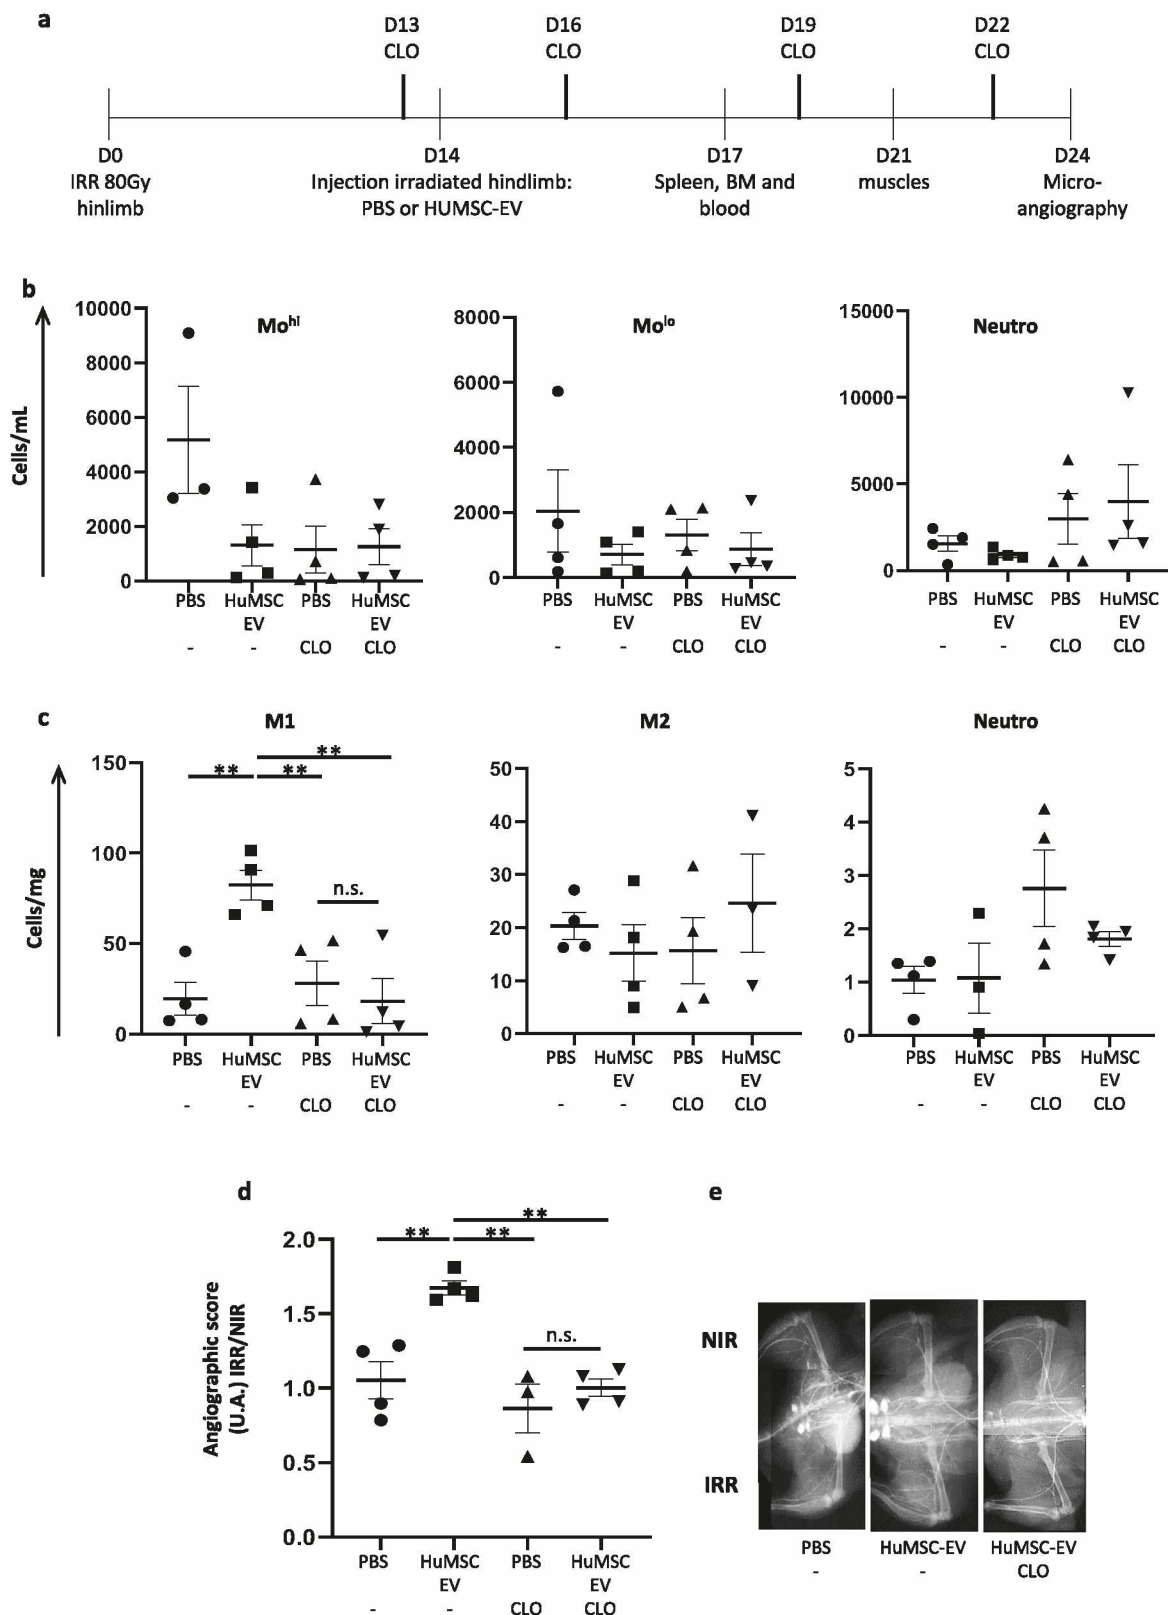 a
D13 D16 D19 D22
CLO CLO CLO CLO
D0 D14 D17 D21 D24
IRR 80Gy Injection irradiated hindlimb: Spleen, BM and muscles Micro-
hinlimb PBS or HUMSC-EV blood angiography
b
Cells/mL
Mohi
10000
8000
6000
4000
2000
0
PBS HuMSC PBS HuMSC
EV EV
- - CLO CLO
Molo
8000
6000
4000
2000
0
PBS HuMSC PBS HuMSC
EV EV
- - CLO CLO
Neutro
15000
10000
5000
0
PBS HuMSC PBS HuMSC
EV EV
- - CLO CLO
c
Cells/mg
M1
150
100
50
0
**
** **
n.s.
PBS HuMSC PBS HuMSC
EV EV
- - CLO CLO
M2
50
40
30
20
10
0
PBS HuMSC PBS HuMSC
EV EV
- - CLO CLO
Neutro
5
4
3
2
1
0
PBS HuMSC PBS HuMSC
EV EV
- - CLO CLO
d
Angiographic score
(U.A.) IRR/NIR
2.0
1.5
1.0
0.5
0.0
**
** **
n.s.
PBS HuMSC PBS HuMSC
EV EV
- - CLO CLO
e
NIR
IRR
PBS HuMSC-EV HuMSC-EV
- - CLO